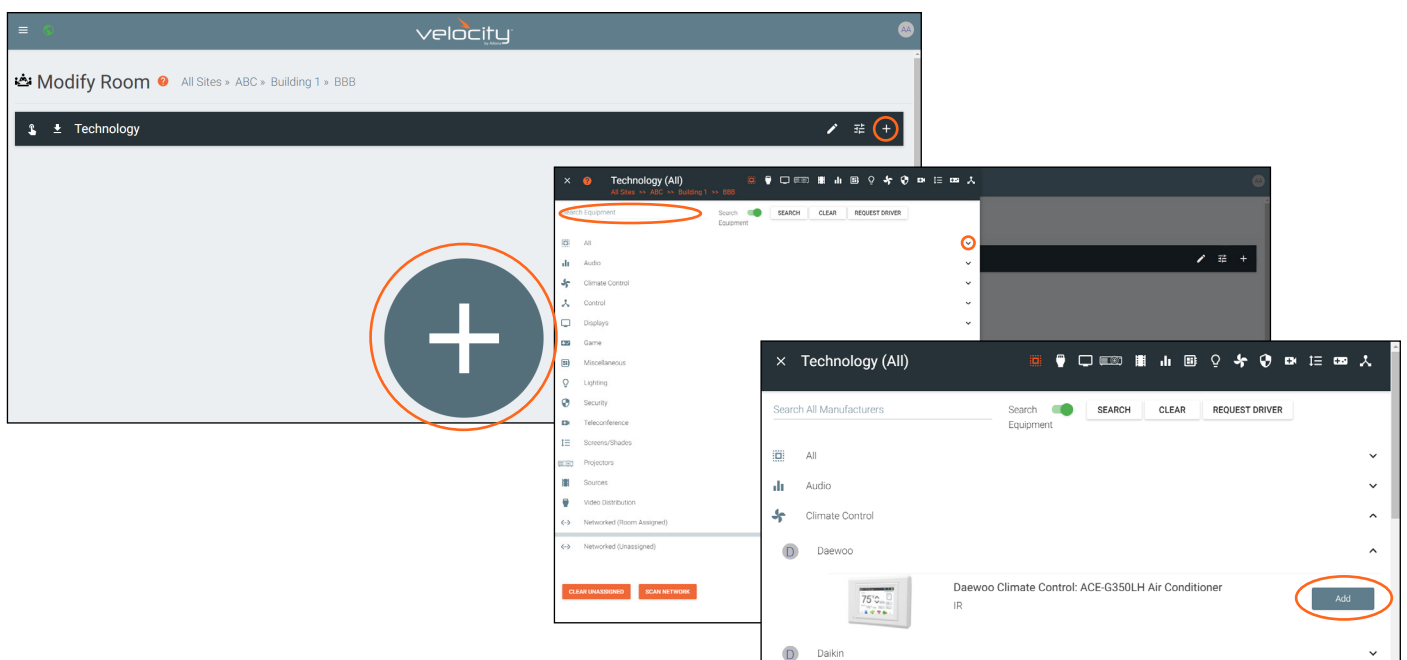 velocity
AA
Modify Room ? All Sites » ABC » Building 1 » BBB
Technology
Technology (All)
All Sites >> ABC >> Building 1 >> BBB
Search Equipment
Search
Equipment
SEARCH CLEAR REQUEST DRIVER
All
Audio
Climate Control
Control
Displays
Game
Miscellaneous
Lighting
Security
Teleconference
Screens/Shades
Projectors
Sources
Video Distribution
Networked (Room Assigned)
Networked (Unassigned)
CLEAR UNASSIGNED SCAN NETWORK
Technology (All)
Search All Manufacturers
Search
Equipment
SEARCH CLEAR REQUEST DRIVER
All
Audio
Climate Control
D Daewoo
75°
Daewoo Climate Control: ACE-G350LH Air Conditioner
IR
Add
D Daikin